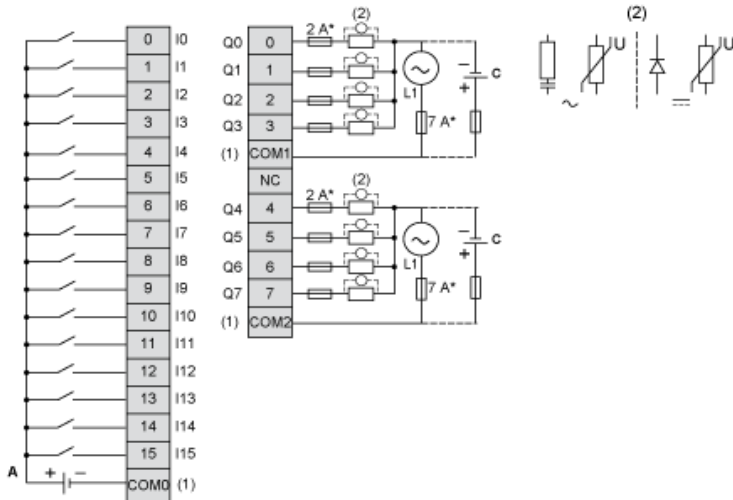 0 I0
1 I1
2 I2
3 I3
4 I4
5 I5
6 I6
7 I7
8 I8
9 I9
10 I10
11 I11
12 I12
13 I13
14 I14
15 I15
A + − COM0 (1)
(2)
Q0 0 2 A*
Q1 1
Q2 2
Q3 3
L1
− + C
7 A*
(1) COM1
NC
(2)
Q4 4 2 A*
Q5 5
Q6 6
Q7 7
L1
− + C
7 A*
(1) COM2
(2)
IU IU
~